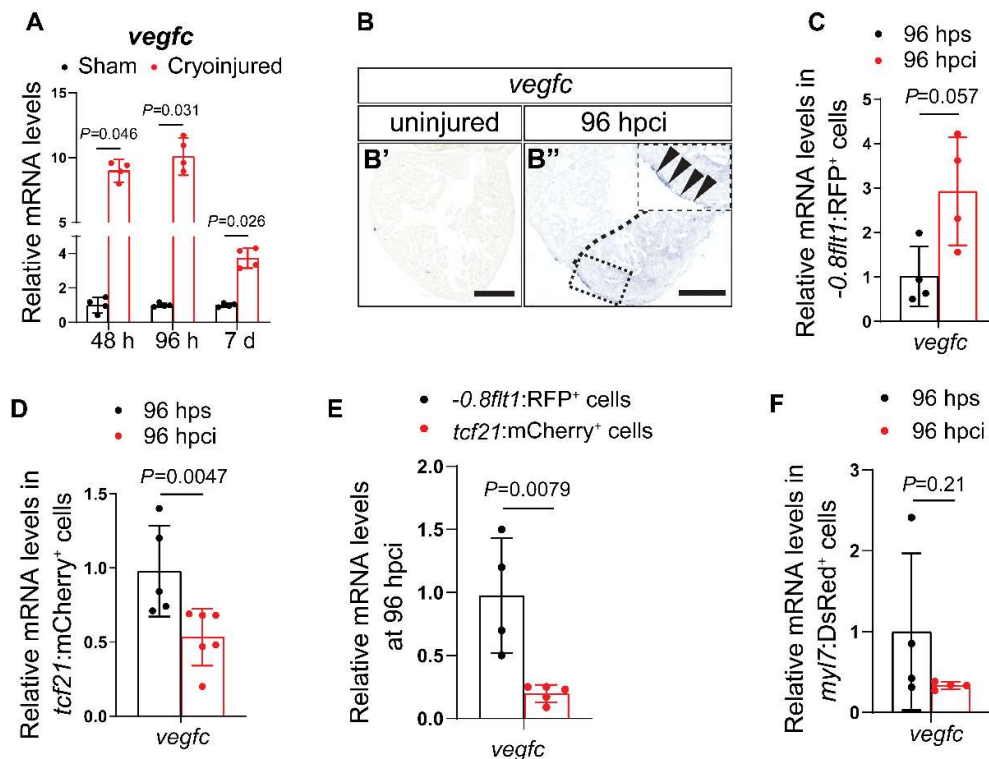 A
vegfc
Sham Cryoinjured
Relative mRNA levels
15
10
5
4
2
0
P=0.046
P=0.031
P=0.026
48 h 96 h 7 d
B
vegfc
uninjured 96 hpci
B' B''
C
96 hps
96 hpci
Relative mRNA levels in
-0.8flt1:RFP+ cells
5
4
3
2
1
0
P=0.057
vegfc
D
96 hps
96 hpci
Relative mRNA levels in
tcf21:mCherry+ cells
1.5
1.0
0.5
0.0
P=0.0047
vegfc
E
-0.8flt1:RFP+ cells
tcf21:mCherry+ cells
Relative mRNA levels
at 96 hpci
2.0
1.5
1.0
0.5
0.0
P=0.0079
vegfc
F
96 hps
96 hpci
Relative mRNA levels in
myl7:DsRed+ cells
3
2
1
0
P=0.21
vegfc